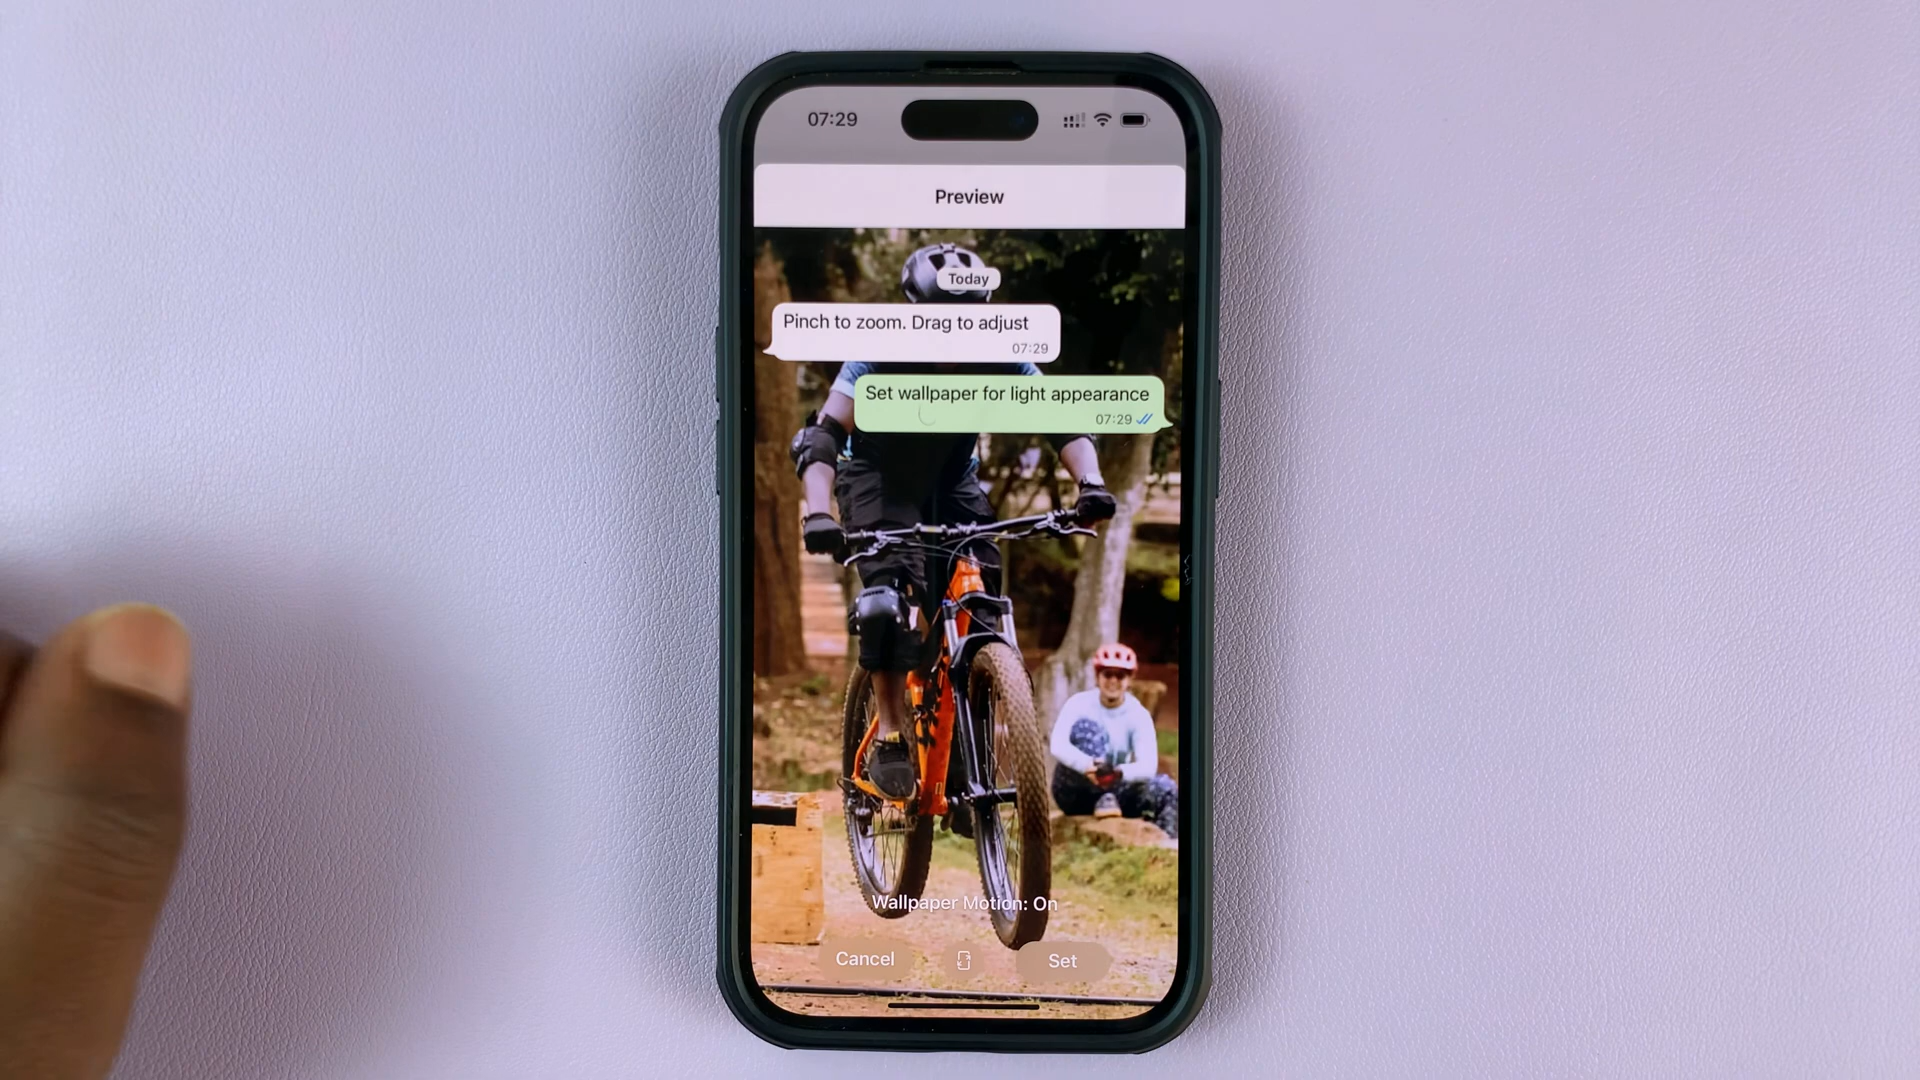 07:29
Preview
Today
Pinch to zoom. Drag to adjust
07:29
Set wallpaper for light appearance
07:29
Wallpaper Motion: On
Cancel
Set